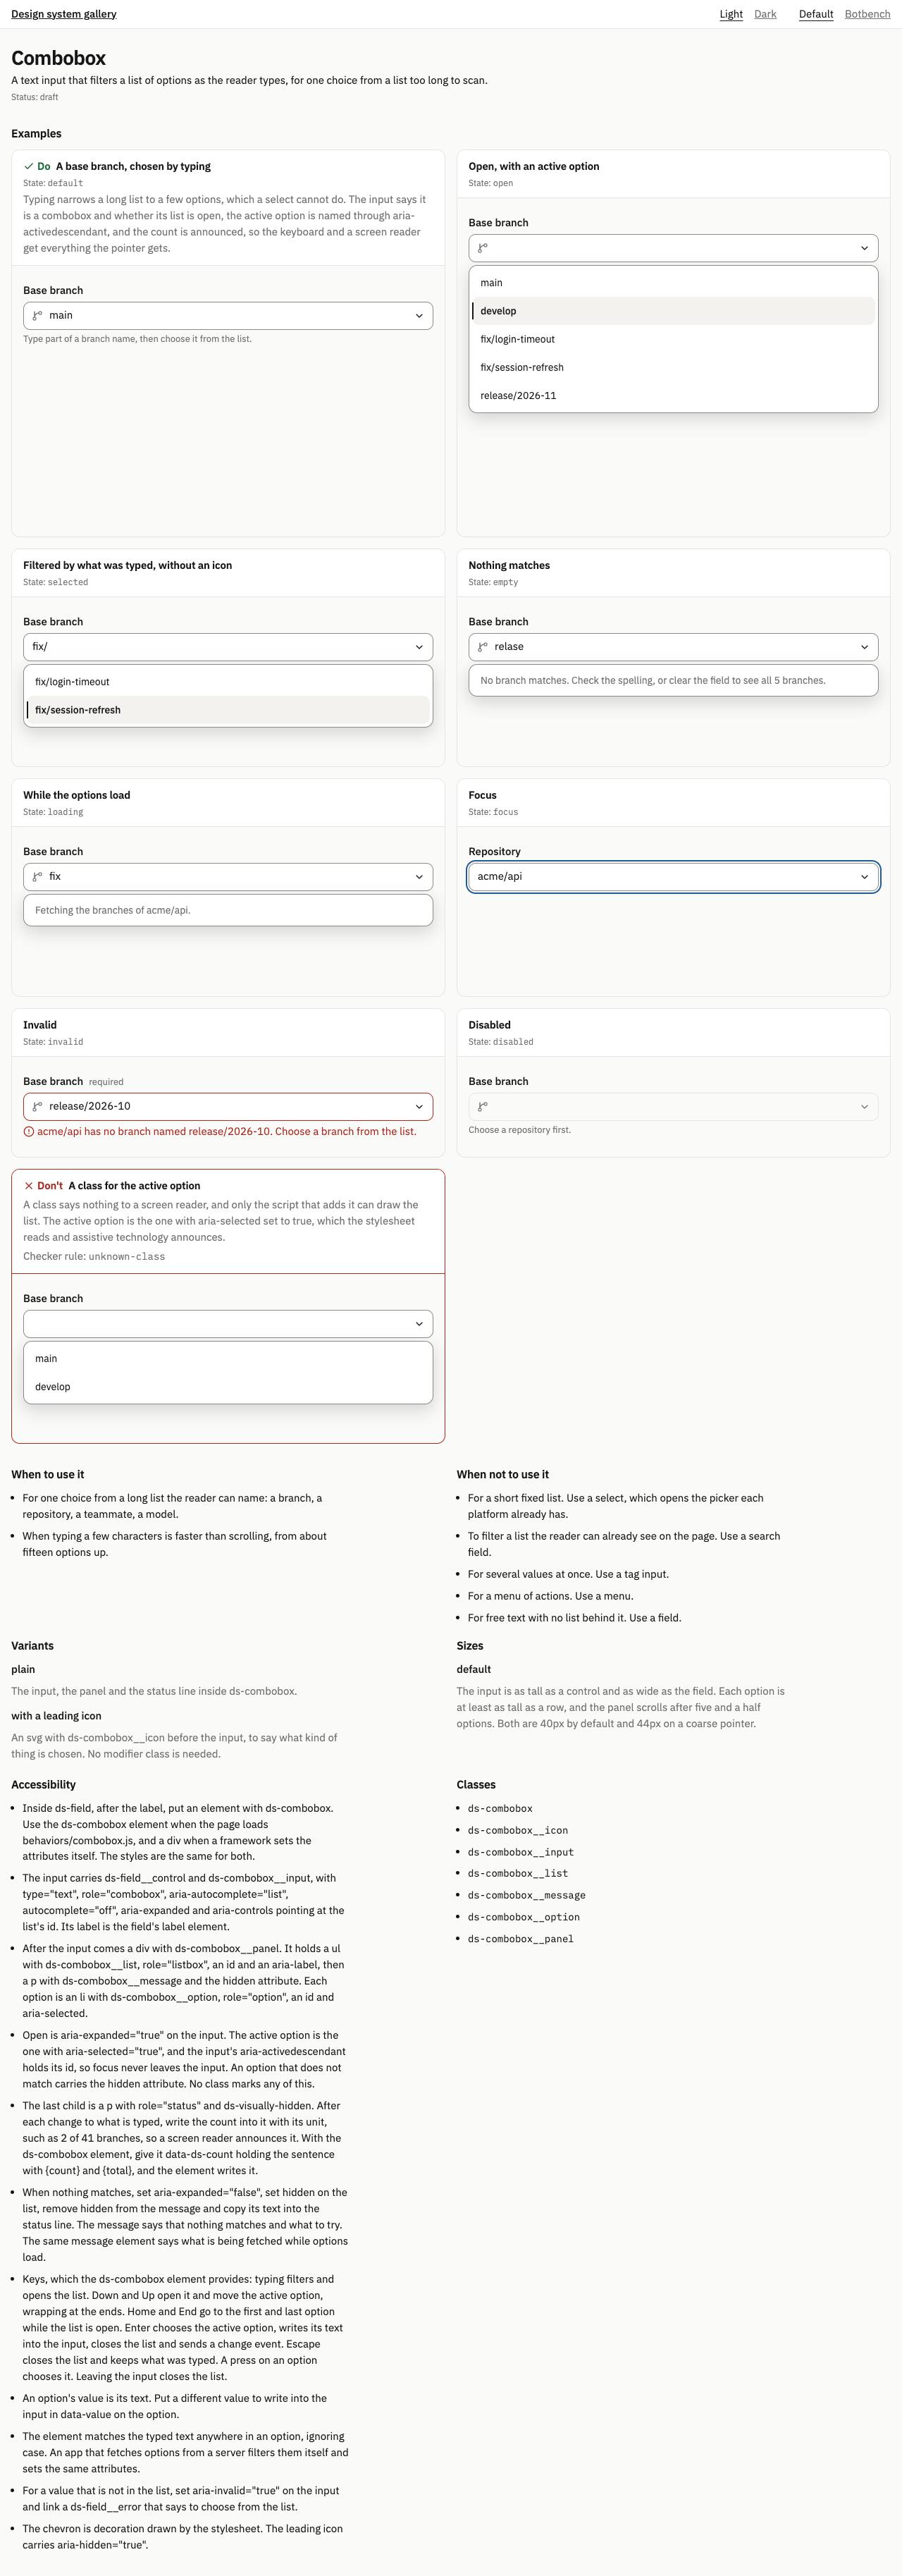 Design system gallery
Light Dark Default Botbench
Combobox
A text input that filters a list of options as the reader types, for one choice from a list too long to scan.
Status: draft
Examples
Do A base branch, chosen by typing
State: default
Typing narrows a long list to a few options, which a select cannot do. The input says it
is a combobox and whether its list is open, the active option is named through aria-
activedescendant, and the count is announced, so the keyboard and a screen reader
get everything the pointer gets.
Base branch
main
Type part of a branch name, then choose it from the list.
Open, with an active option
State: open
Base branch
main
develop
fix/login-timeout
fix/session-refresh
release/2026-11
Filtered by what was typed, without an icon
State: selected
Base branch
fix/
fix/login-timeout
fix/session-refresh
Nothing matches
State: empty
Base branch
relase
No branch matches. Check the spelling, or clear the field to see all 5 branches.
While the options load
State: loading
Base branch
fix
Fetching the branches of acme/api.
Focus
State: focus
Repository
acme/api
Invalid
State: invalid
Base branch required
release/2026-10
acme/api has no branch named release/2026-10. Choose a branch from the list.
Disabled
State: disabled
Base branch
Choose a repository first.
Don't A class for the active option
A class says nothing to a screen reader, and only the script that adds it can draw the
list. The active option is the one with aria-selected set to true, which the stylesheet
reads and assistive technology announces.
Checker rule: unknown-class
Base branch
main
develop
When to use it
For one choice from a long list the reader can name: a branch, a
repository, a teammate, a model.
When typing a few characters is faster than scrolling, from about
fifteen options up.
When not to use it
For a short fixed list. Use a select, which opens the picker each
platform already has.
To filter a list the reader can already see on the page. Use a search
field.
For several values at once. Use a tag input.
For a menu of actions. Use a menu.
For free text with no list behind it. Use a field.
Variants
plain
The input, the panel and the status line inside ds-combobox.
with a leading icon
An svg with ds-combobox__icon before the input, to say what kind of
thing is chosen. No modifier class is needed.
Sizes
default
The input is as tall as a control and as wide as the field. Each option is
at least as tall as a row, and the panel scrolls after five and a half
options. Both are 40px by default and 44px on a coarse pointer.
Accessibility
Inside ds-field, after the label, put an element with ds-combobox.
Use the ds-combobox element when the page loads
behaviors/combobox.js, and a div when a framework sets the
attributes itself. The styles are the same for both.
The input carries ds-field__control and ds-combobox__input, with
type="text", role="combobox", aria-autocomplete="list",
autocomplete="off", aria-expanded and aria-controls pointing at the
list's id. Its label is the field's label element.
After the input comes a div with ds-combobox__panel. It holds a ul
with ds-combobox__list, role="listbox", an id and an aria-label, then
a p with ds-combobox__message and the hidden attribute. Each
option is an li with ds-combobox__option, role="option", an id and
aria-selected.
Open is aria-expanded="true" on the input. The active option is the
one with aria-selected="true", and the input's aria-activedescendant
holds its id, so focus never leaves the input. An option that does not
match carries the hidden attribute. No class marks any of this.
The last child is a p with role="status" and ds-visually-hidden. After
each change to what is typed, write the count into it with its unit,
such as 2 of 41 branches, so a screen reader announces it. With the
ds-combobox element, give it data-ds-count holding the sentence
with {count} and {total}, and the element writes it.
When nothing matches, set aria-expanded="false", set hidden on the
list, remove hidden from the message and copy its text into the
status line. The message says that nothing matches and what to try.
The same message element says what is being fetched while options
load.
Keys, which the ds-combobox element provides: typing filters and
opens the list. Down and Up open it and move the active option,
wrapping at the ends. Home and End go to the first and last option
while the list is open. Enter chooses the active option, writes its text
into the input, closes the list and sends a change event. Escape
closes the list and keeps what was typed. A press on an option
chooses it. Leaving the input closes the list.
An option's value is its text. Put a different value to write into the
input in data-value on the option.
The element matches the typed text anywhere in an option, ignoring
case. An app that fetches options from a server filters them itself and
sets the same attributes.
For a value that is not in the list, set aria-invalid="true" on the input
and link a ds-field__error that says to choose from the list.
The chevron is decoration drawn by the stylesheet. The leading icon
carries aria-hidden="true".
Classes
ds-combobox
ds-combobox__icon
ds-combobox__input
ds-combobox__list
ds-combobox__message
ds-combobox__option
ds-combobox__panel